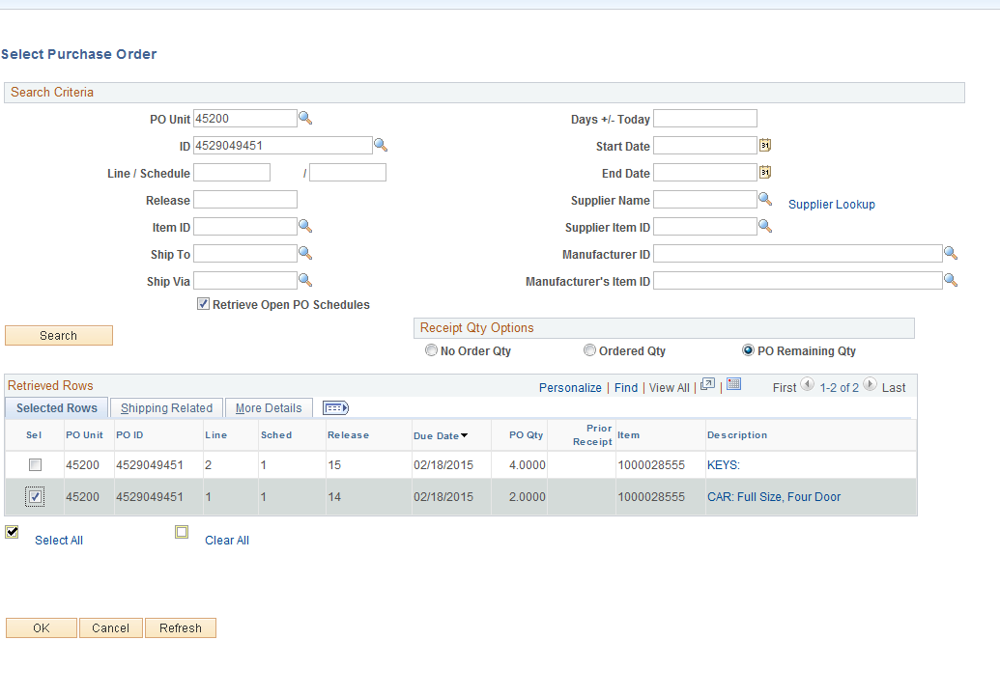 Select Purchase Order
Search Criteria
PO Unit 45200
Days +/- Today
ID 4529049451
Start Date 31
Line / Schedule /
End Date 31
Release
Supplier Name Supplier Lookup
Item ID
Supplier Item ID
Ship To
Manufacturer ID
Ship Via
Manufacturer's Item ID
Retrieve Open PO Schedules
Search
Receipt Qty Options
No Order Qty Ordered Qty PO Remaining Qty
Retrieved Rows Personalize | Find | View All | | First 1-2 of 2 Last
Selected Rows Shipping Related More Details
Sel PO Unit PO ID Line Sched Release Due Date PO Qty Prior Receipt Item Description
45200 4529049451 2 1 15 02/18/2015 4.0000 1000028555 KEYS:
45200 4529049451 1 1 14 02/18/2015 2.0000 1000028555 CAR: Full Size, Four Door
Select All Clear All
OK Cancel Refresh